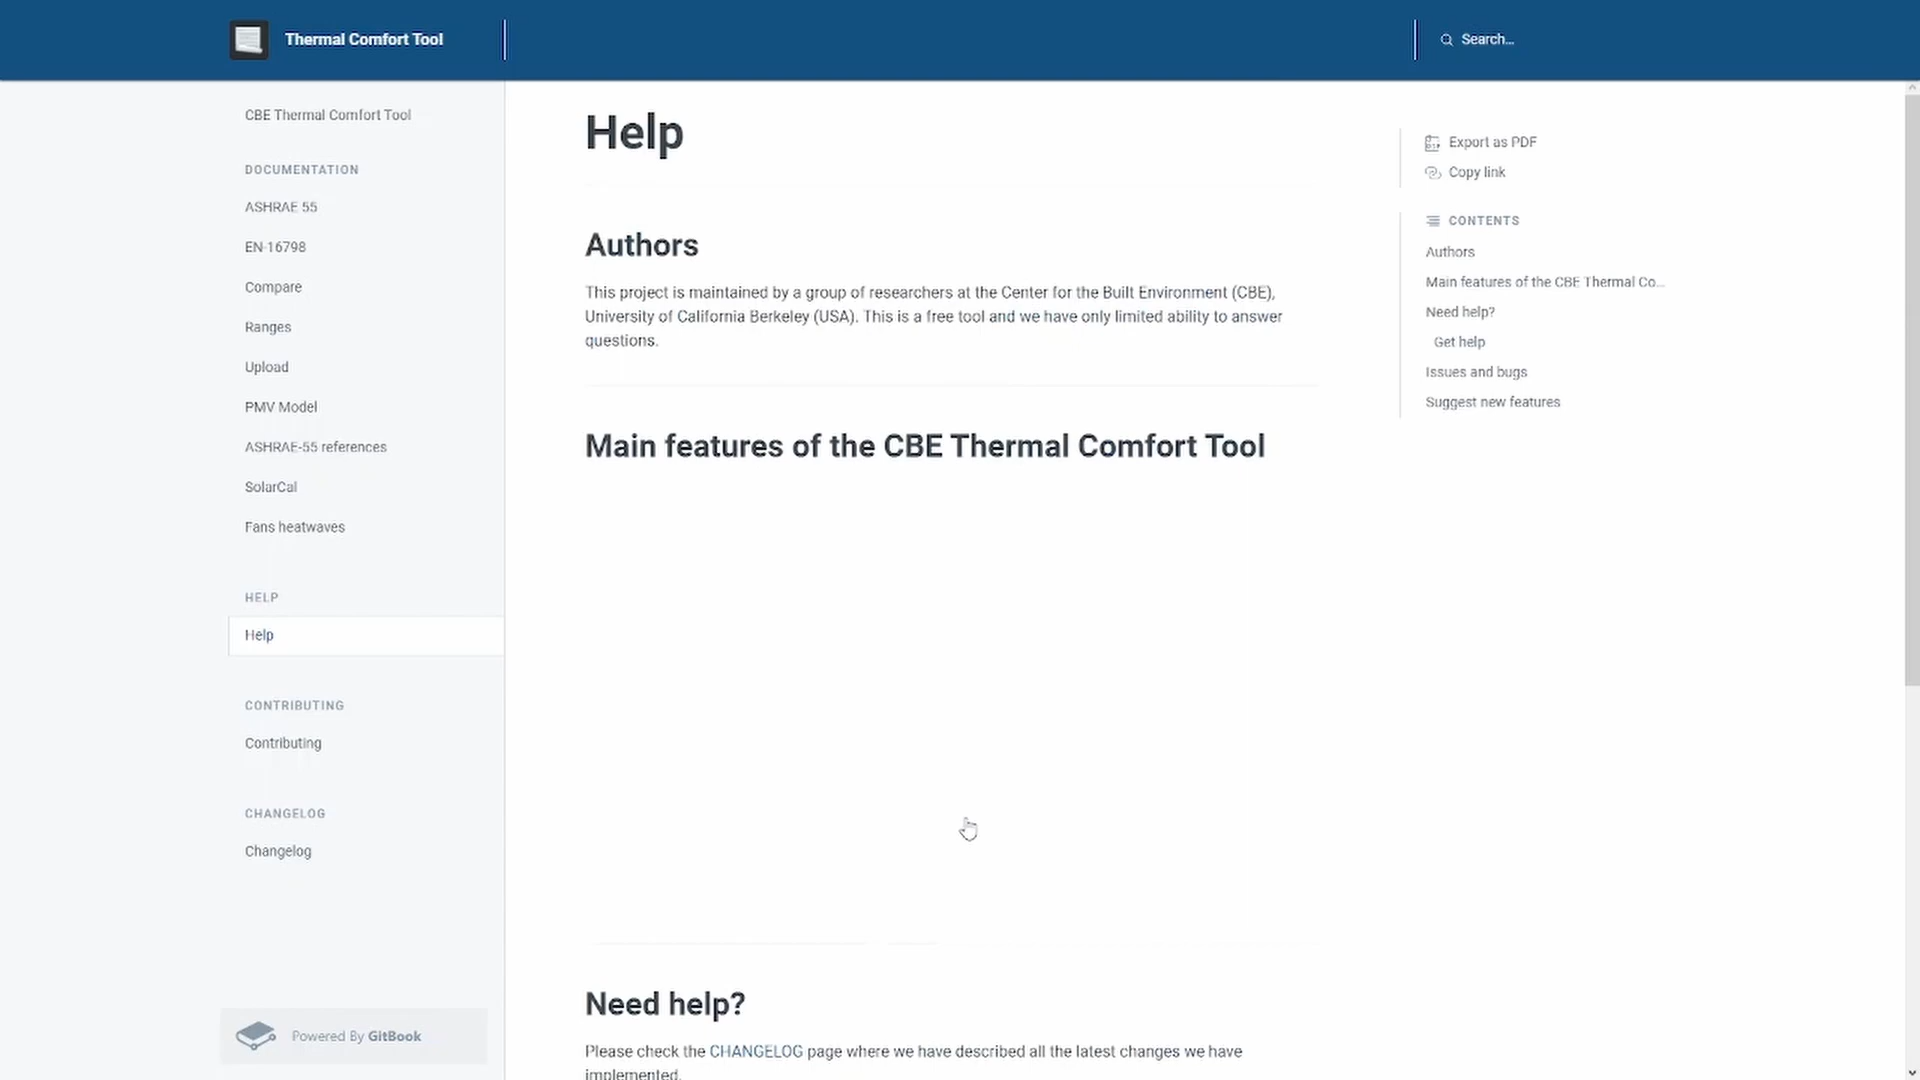 Thermal Comfort Tool
Search...
CBE Thermal Comfort Tool
DOCUMENTATION
ASHRAE 55
EN-16798
Compare
Ranges
Upload
PMV Model
ASHRAE-55 references
SolarCal
Fans heatwaves
HELP
Help
CONTRIBUTING
Contributing
CHANGELOG
Changelog
Powered By GitBook
Help
Authors
This project is maintained by a group of researchers at the Center for the Built Environment (CBE),
University of California Berkeley (USA). This is a free tool and we have only limited ability to answer
questions.
Main features of the CBE Thermal Comfort Tool
Need help?
Please check the CHANGELOG page where we have described all the latest changes we have
implemented.
Export as PDF
Copy link
CONTENTS
Authors
Main features of the CBE Thermal Co...
Need help?
Get help
Issues and bugs
Suggest new features